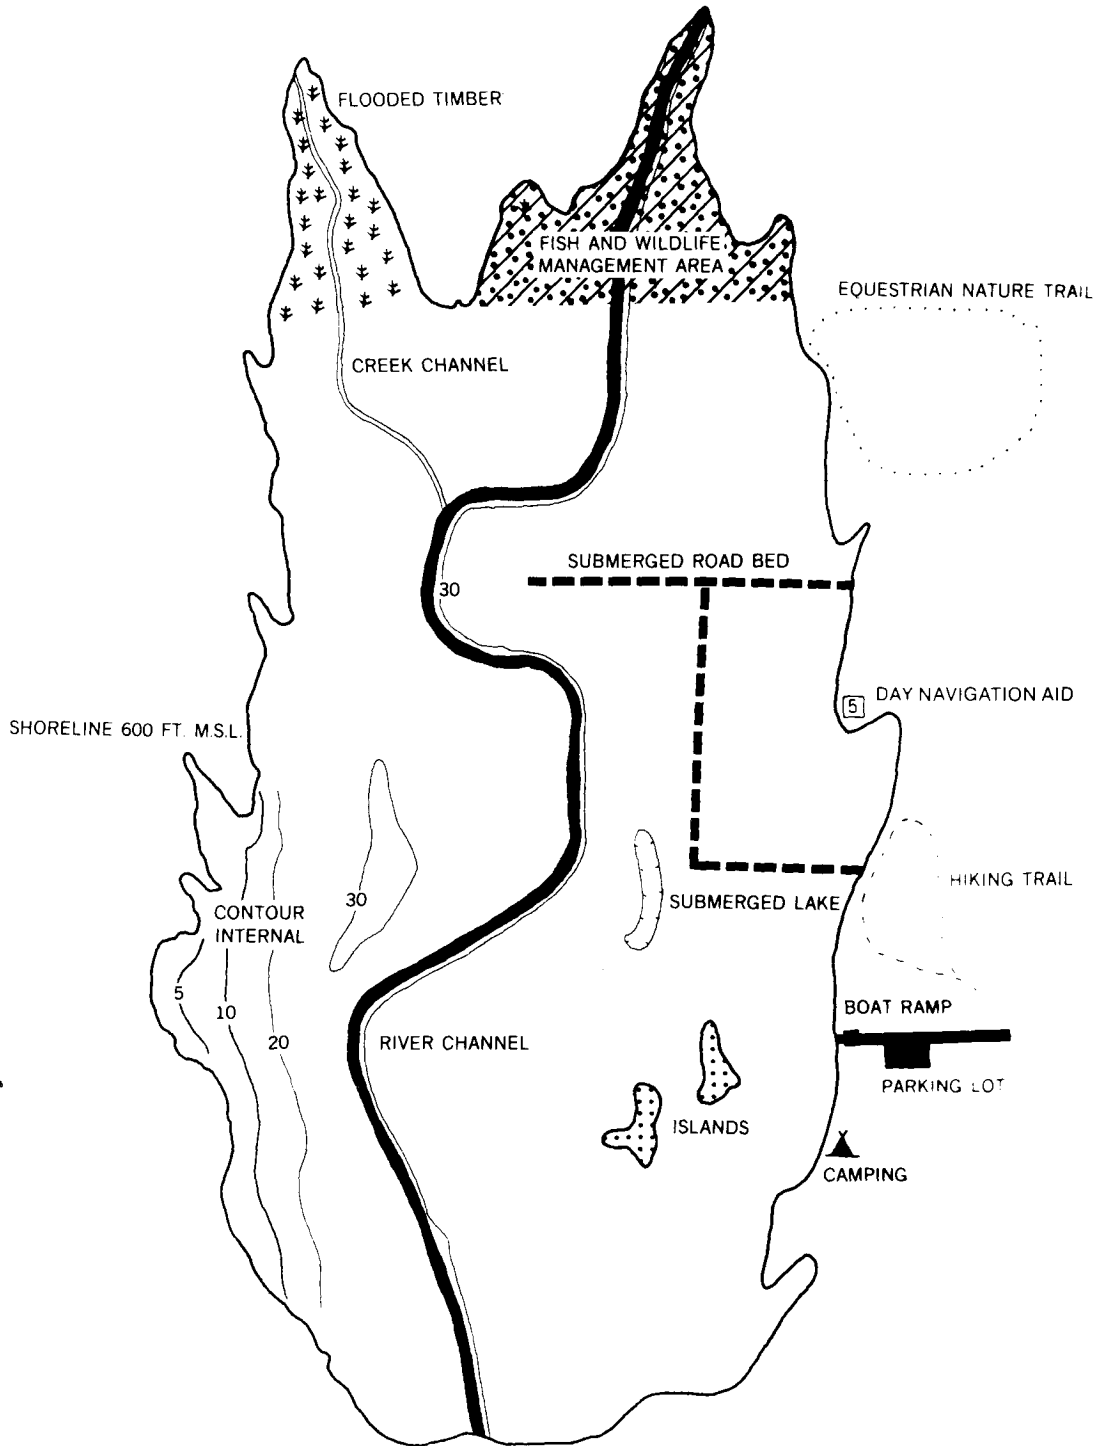 FLOODED TIMBER
FISH AND WILDLIFE
MANAGEMENT AREA
EQUESTRIAN NATURE TRAIL
CREEK CHANNEL
SUBMERGED ROAD BED
30
5
DAY NAVIGATION AID
SHORELINE 600 FT. M.S.L.
HIKING TRAIL
30
SUBMERGED LAKE
CONTOUR
INTERNAL
5
10
BOAT RAMP
20
RIVER CHANNEL
PARKING LOT
ISLANDS
CAMPING